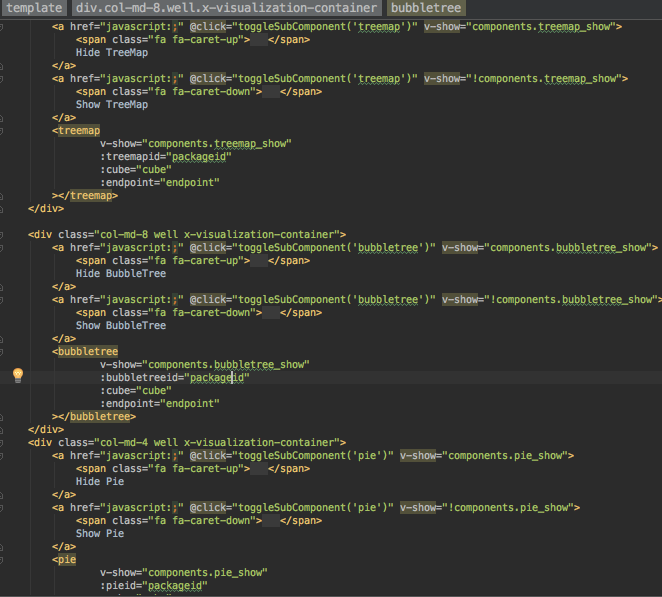 template div.col-md-8.well.x-visualization-container bubbletree
<a href="javascript:;" @click="toggleSubComponent('treemap')" v-show="components.treemap_show">
<span class="fa fa-caret-up"> </span>
Hide TreeMap
</a>
<a href="javascript:;" @click="toggleSubComponent('treemap')" v-show="!components.treemap_show">
<span class="fa fa-caret-down"> </span>
Show TreeMap
</a>
<treemap
v-show="components.treemap_show"
:treemapid="packageid"
:cube="cube"
:endpoint="endpoint"
></treemap>
</div>
<div class="col-md-8 well x-visualization-container">
<a href="javascript:;" @click="toggleSubComponent('bubbletree')" v-show="components.bubbletree_show">
<span class="fa fa-caret-up"> </span>
Hide BubbleTree
</a>
<a href="javascript:;" @click="toggleSubComponent('bubbletree')" v-show="!components.bubbletree_show">
<span class="fa fa-caret-down"> </span>
Show BubbleTree
</a>
<bubbletree
v-show="components.bubbletree_show"
:bubbletreeid="packageid"
:cube="cube"
:endpoint="endpoint"
></bubbletree>
</div>
<div class="col-md-4 well x-visualization-container">
<a href="javascript:;" @click="toggleSubComponent('pie')" v-show="components.pie_show">
<span class="fa fa-caret-up"> </span>
Hide Pie
</a>
<a href="javascript:;" @click="toggleSubComponent('pie')" v-show="!components.pie_show">
<span class="fa fa-caret-down"> </span>
Show Pie
</a>
<pie
v-show="components.pie_show"
:pieid="packageid"